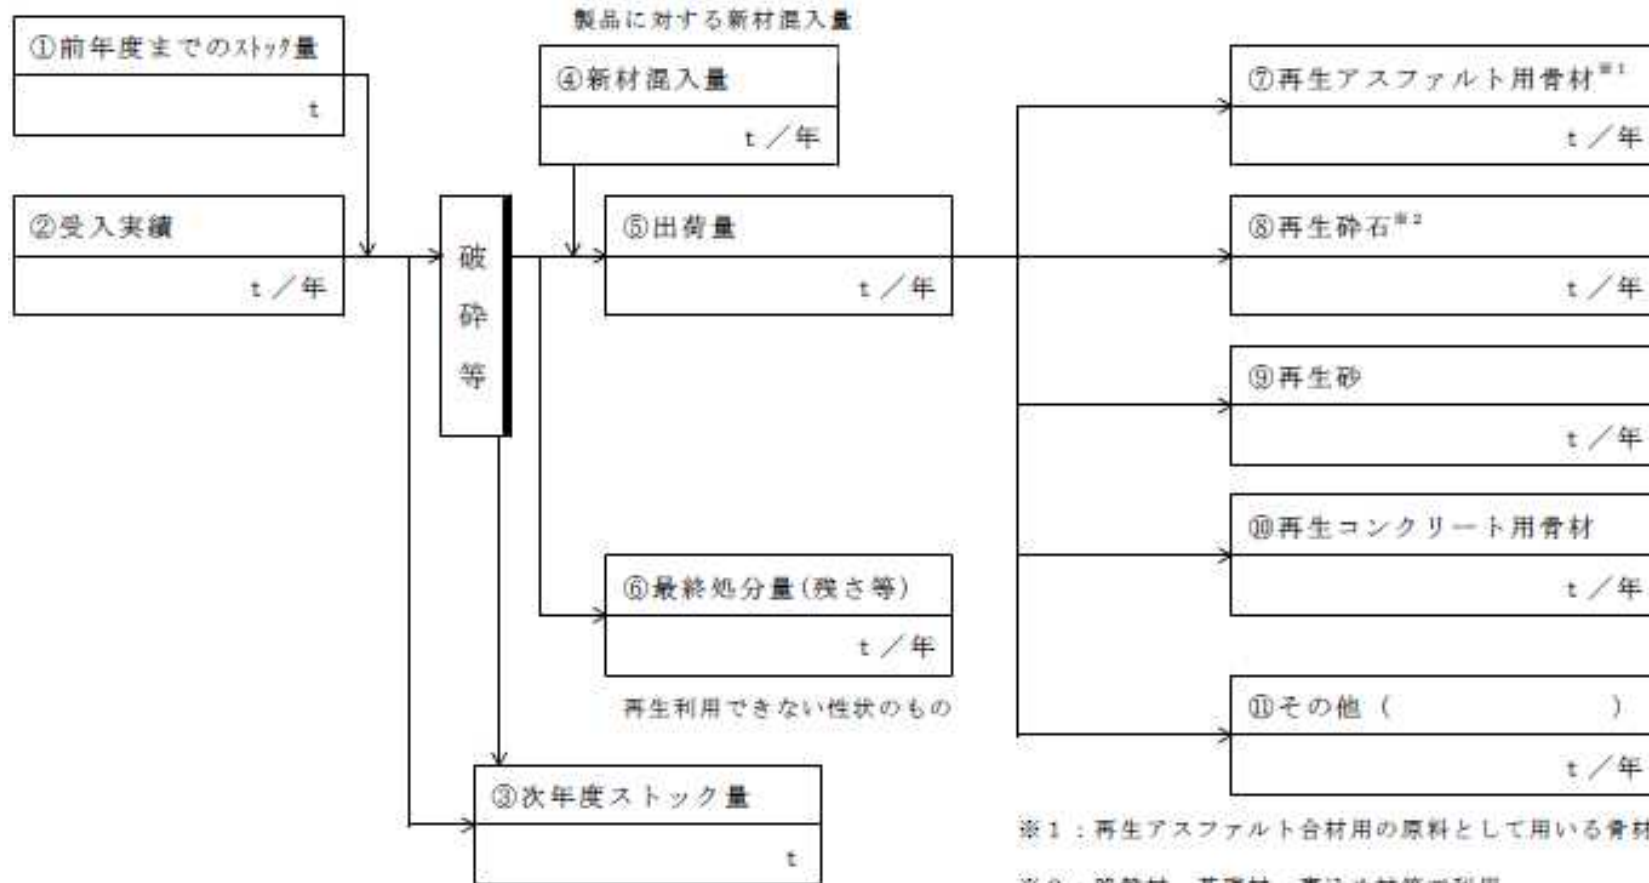 製品に対する新材混入量
①前年度までのｽﾄｯｸ量
t
④新材混入量
t／年
⑦再生アスファルト用骨材※1
t／年
②受入実績
t／年
破砕等
⑤出荷量
t／年
⑧再生砕石※2
t／年
⑨再生砂
t／年
⑩再生コンクリート用骨材
t／年
⑥最終処分量(残さ等)
t／年
再生利用できない性状のもの
⑪その他（　　　　　　　）
t／年
③次年度ストック量
t
※1：再生アスファルト合材用の原料として用いる骨材